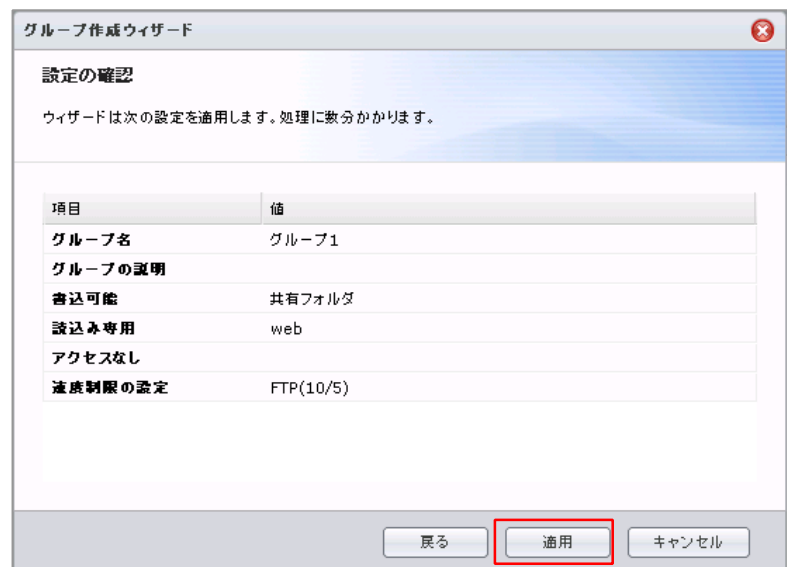 グループ作成ウィザード
設定の確認
ウィザードは次の設定を適用します。処理に数分かかります。
項目 値
グループ名 グループ1
グループの説明
書込可能 共有フォルダ
読込み専用 web
アクセスなし
速度制限の設定 FTP(10/5)
戻る 適用 キャンセル